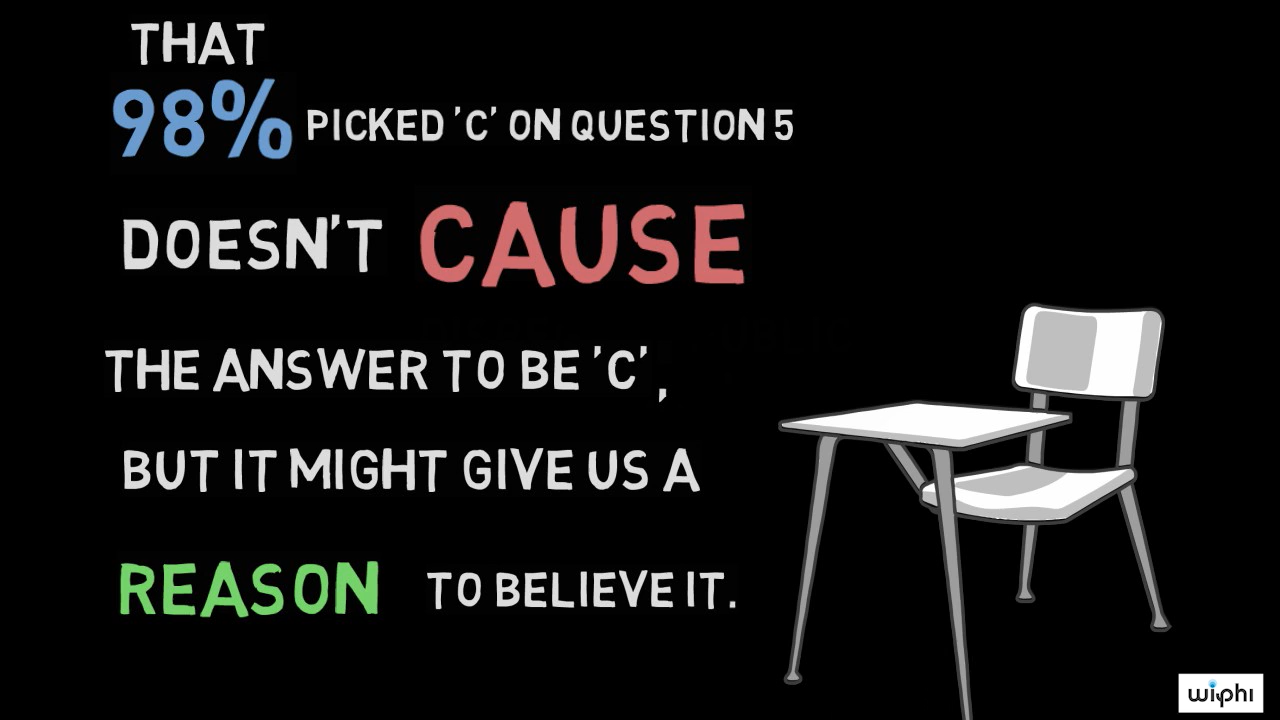 THAT
98% PICKED 'C' ON QUESTION 5
DOESN'T CAUSE
THE ANSWER TO BE 'C',
BUT IT MIGHT GIVE US A
REASON TO BELIEVE IT.
wiphi